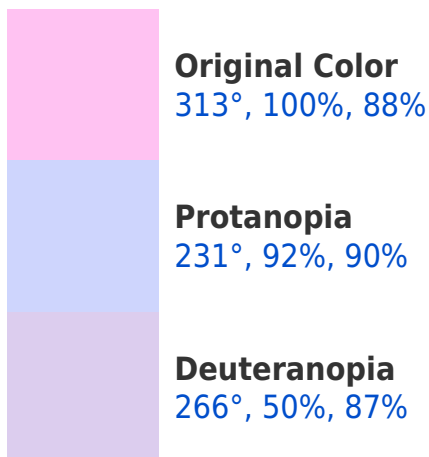 Original Color
313°, 100%, 88%
Protanopia
231°, 92%, 90%
Deuteranopia
266°, 50%, 87%